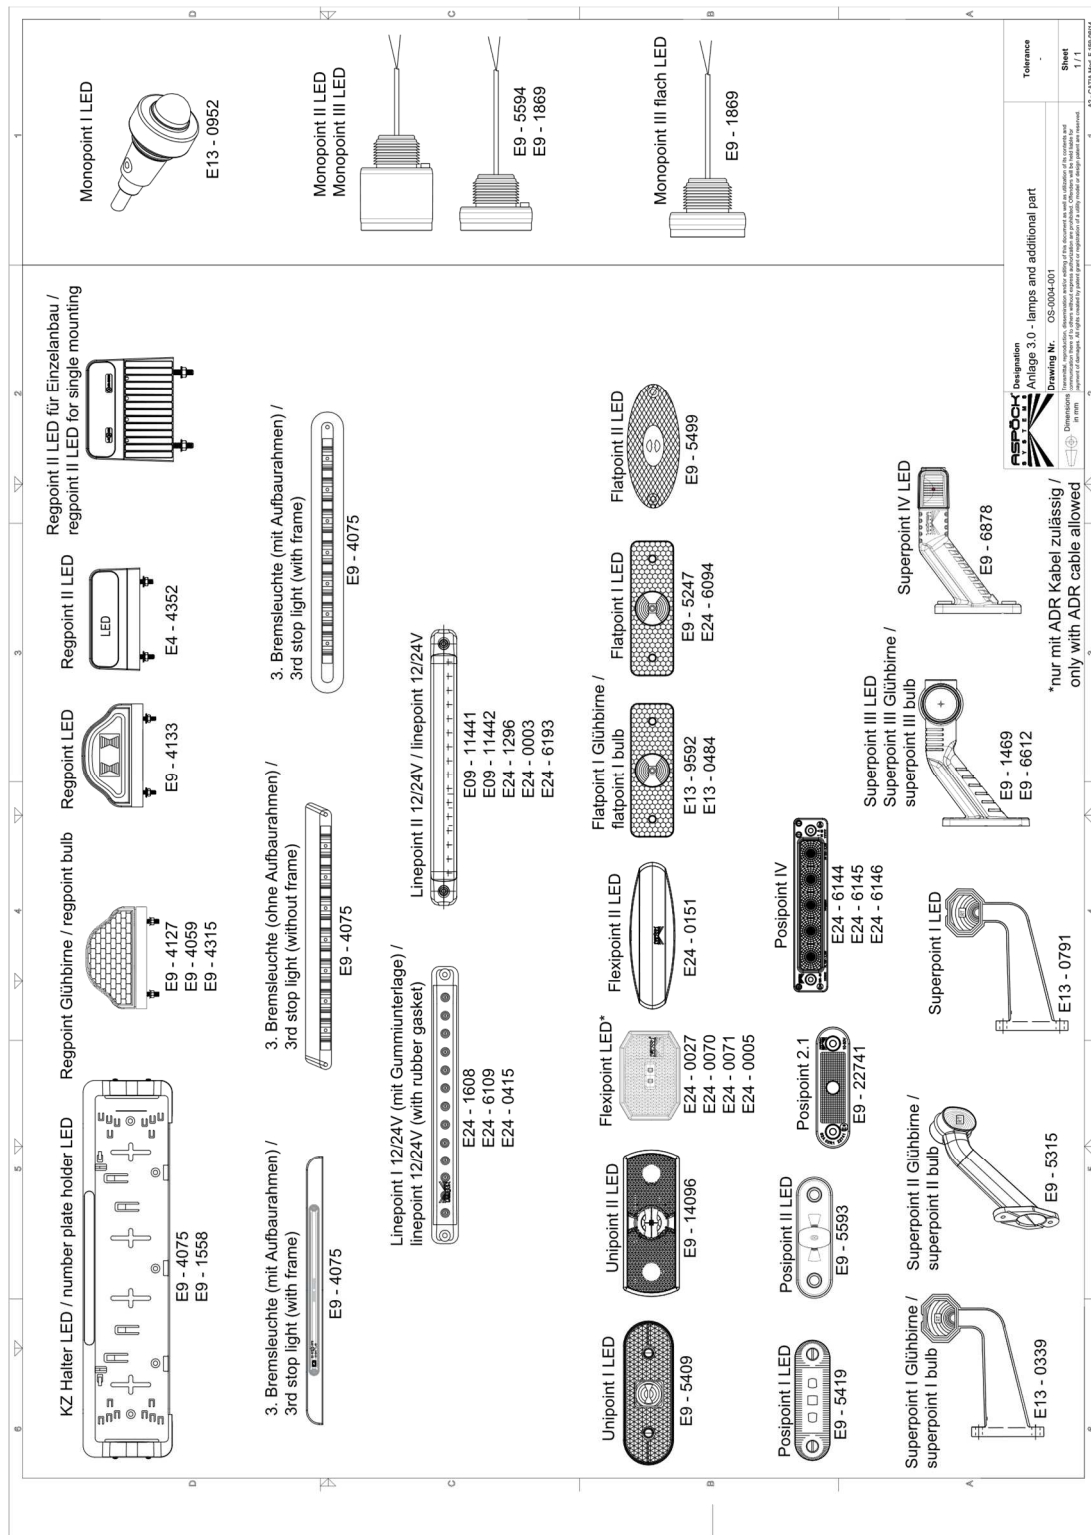 KZ Halter LED / number plate holder LED
E9 - 4075
E9 - 1558
Regpoint Glühbirne / regpoint bulb
E9 - 4127
E9 - 4059
E9 - 4315
Regpoint LED
E9 - 4133
Regpoint II LED
LED
E4 - 4352
Regpoint II LED für Einzelanbau /
regpoint II LED for single mounting
Monopoint I LED
E13 - 0952
3. Bremsleuchte (mit Aufbaurahmen) /
3rd stop light (with frame)
E9 - 4075
3. Bremsleuchte (ohne Aufbaurahmen) /
3rd stop light (without frame)
E9 - 4075
3. Bremsleuchte (mit Aufbaurahmen) /
3rd stop light (with frame)
E9 - 4075
Monopoint II LED
Monopoint III LED
E9 - 5594
E9 - 1869
Linepoint I 12/24V (mit Gummiunterlage) /
linepoint 12/24V (with rubber gasket)
E24 - 1608
E24 - 6109
E24 - 0415
Linepoint II 12/24V / linepoint 12/24V
E09 - 11441
E09 - 11442
E24 - 1296
E24 - 0003
E24 - 6193
Monopoint III flach LED
E9 - 1869
Unipoint I LED
E9 - 5409
Unipoint II LED
E9 - 14096
Flexipoint LED*
E24 - 0027
E24 - 0070
E24 - 0071
E24 - 0005
Flexipoint II LED
E24 - 0151
Flatpoint I Glühbirne /
flatpoint I bulb
E13 - 9592
E13 - 0484
Flatpoint I LED
E9 - 5247
E24 - 6094
Flatpoint II LED
E9 - 5499
Posipoint I LED
E9 - 5419
Posipoint II LED
E9 - 5593
Posipoint 2.1
E9 - 22741
Posipoint IV
E24 - 6144
E24 - 6145
E24 - 6146
Superpoint I Glühbirne /
superpoint I bulb
E13 - 0339
Superpoint II Glühbirne /
superpoint II bulb
E9 - 5315
Superpoint I LED
E13 - 0791
Superpoint III LED
Superpoint III Glühbirne /
superpoint III bulb
E9 - 1469
E9 - 6612
Superpoint IV LED
E9 - 6878
*nur mit ADR Kabel zulässig /
only with ADR cable allowed
ASPÖCK
SYSTEMS
Dimensions
in mm
Designation
Anlage 3.0 - lamps and additional part
Drawing Nr. OS-0004-001
Tolerance
-
Sheet
1 / 1
6
5
4
3
2
1
D
C
B
A